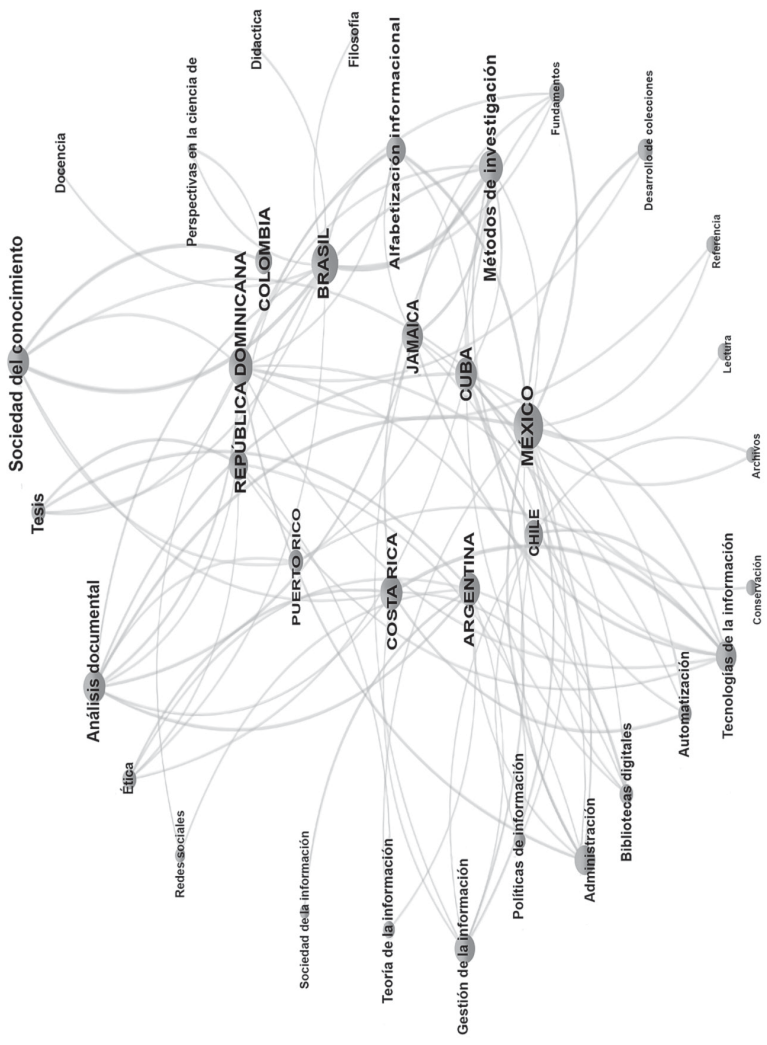 Sociedad del conocimiento
Tesis
Docencia
Análisis documental
Ética
Redes sociales
Perspectivas en la ciencia de
REPÚBLICA DOMINICANA
Didactica
COLOMBIA
PUERTO RICO
Sociedad de la información
BRASIL
Filosofía
Teoría de la información
COSTA RICA
Alfabetización informacional
JAMAICA
Gestión de la información
ARGENTINA
CUBA
Métodos de investigación
Políticas de información
CHILE
MÉXICO
Fundamentos
Administración
Bibliotecas digitales
Desarrollo de colecciones
Automatización
Referencia
Tecnologías de la información
Lectura
Conservación
Archivos